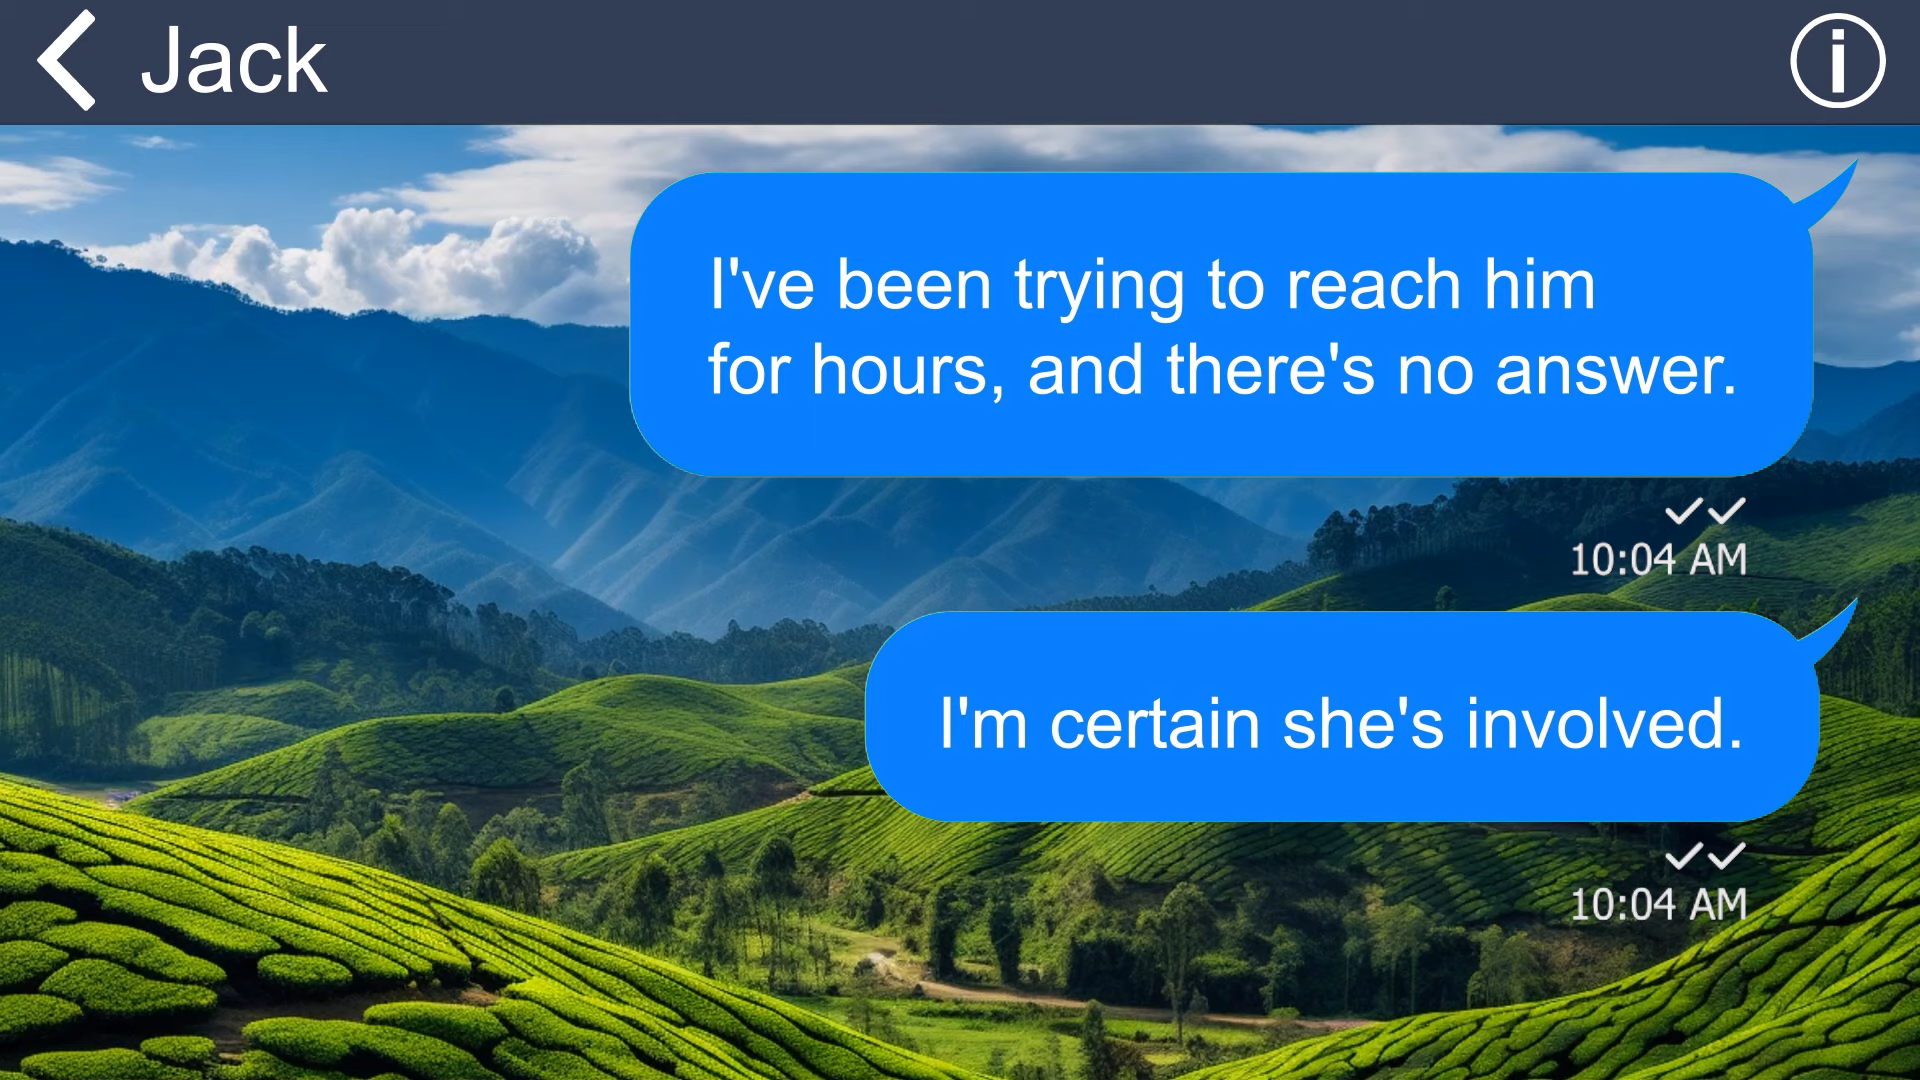 Jack
I've been trying to reach him
for hours, and there's no answer.
10:04 AM
I'm certain she's involved.
10:04 AM